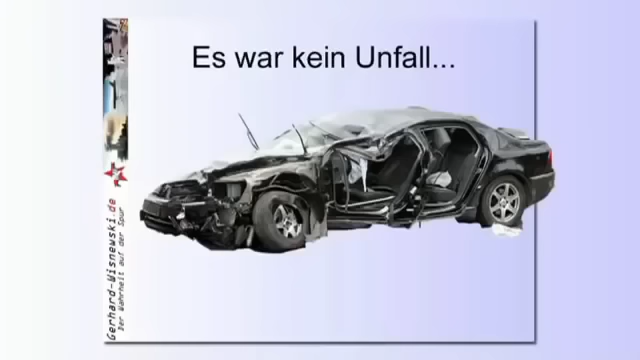 Es war kein Unfall...
Gerhard-Wisnewski.de
Der Wahrheit auf der Spur